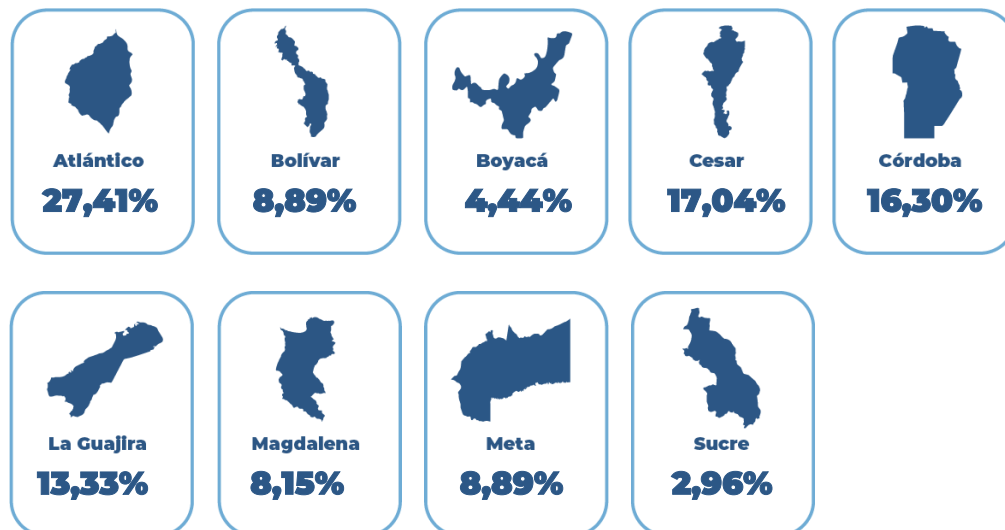 Atlántico
27,41%
Bolívar
8,89%
Boyacá
4,44%
Cesar
17,04%
Córdoba
16,30%
La Guajira
13,33%
Magdalena
8,15%
Meta
8,89%
Sucre
2,96%